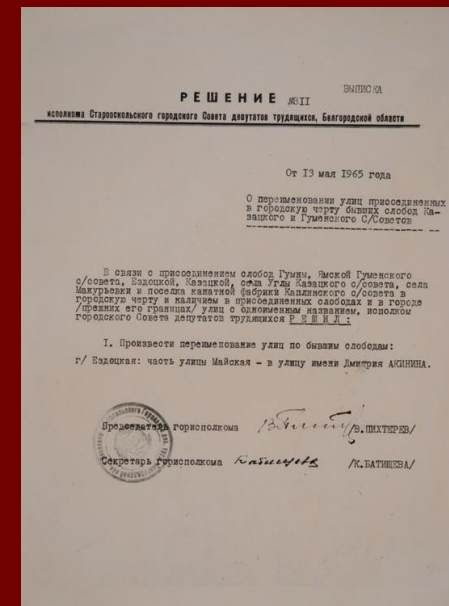 ВЫПИСКА
РЕШЕНИЕ №311
исполкома Старооскольского городского Совета депутатов трудящихся, Белгородской области
От 13 мая 1965 года
О переименовании улиц присоединенных
в городскую черту бывших слобод Ка-
зацкого и Гуменского С/Советов
В связи с присоединением слобод Гумны, Ямской Гуменского
с/совета, Ездоцкой, Казацкой, села Углы Казацкого с/совета, села
Макурьевки и поселка канатной фабрики Каплинского с/совета в
городскую черту и наличием в присоединенных слободах и в городе
/прежних его границах/ улиц с одноименным названием, исполком
городского Совета депутатов трудящихся РЕШИЛ:
I. Произвести переименование улиц по бывшим слободам:
г/ Ездоцкая: часть улицы Майская - в улицу имени Дмитрия АКИНИНА.
Председатель горисполкома /В.ПИХТЕРЕВ/
Секретарь горисполкома /К.БАТИЩЕВА/